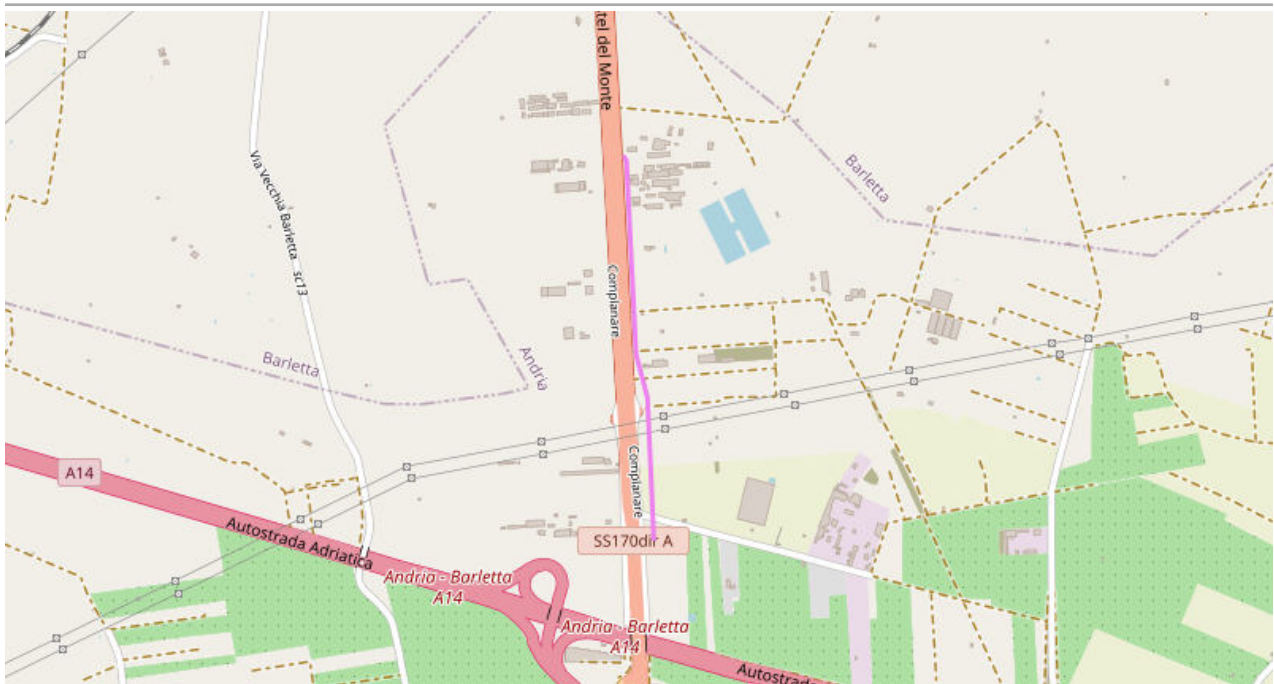 tel del Monte
Via Vecchia Barletta
sc13
Barletta
Complanare
Andria
Barletta
Complanare
A14
Autostrada Adriatica
SS170dir A
Andria - Barletta
A14
Andria - Barletta
A14
Autostrada